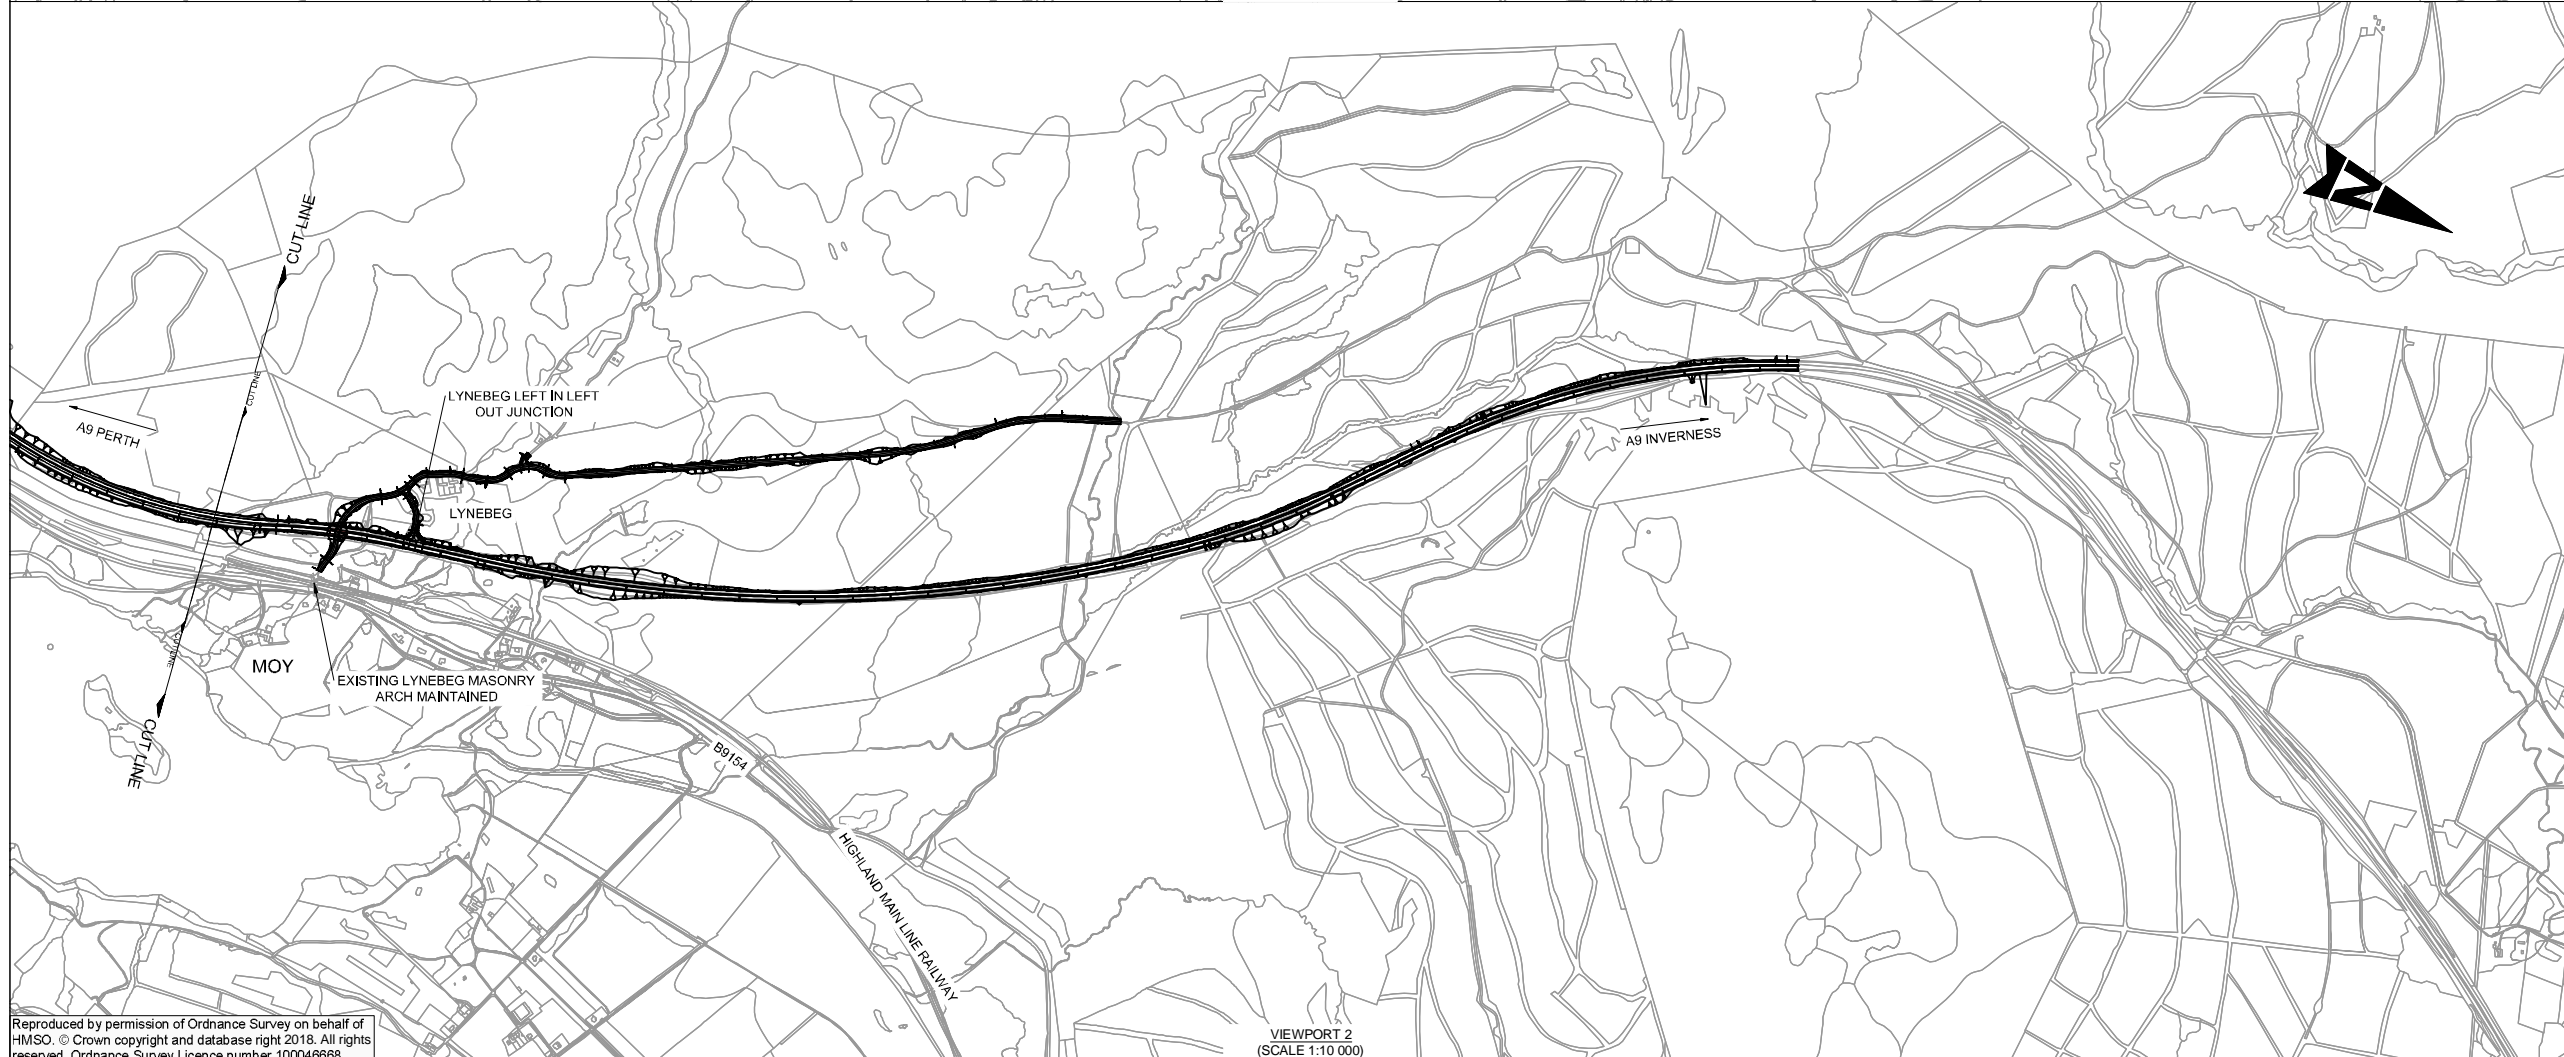 CUT LINE
CUT LINE
N
LYNEBEG LEFT IN LEFT
OUT JUNCTION
A9 PERTH
A9 INVERNESS
LYNEBEG
CUT LINE
MOY
EXISTING LYNEBEG MASONRY
ARCH MAINTAINED
CUT LINE
B9154
HIGHLAND MAIN LINE RAILWAY
Reproduced by permission of Ordnance Survey on behalf of
HMSO. © Crown copyright and database right 2018. All rights
reserved. Ordnance Survey Licence number 100046668
VIEWPORT 2
(SCALE 1:10 000)